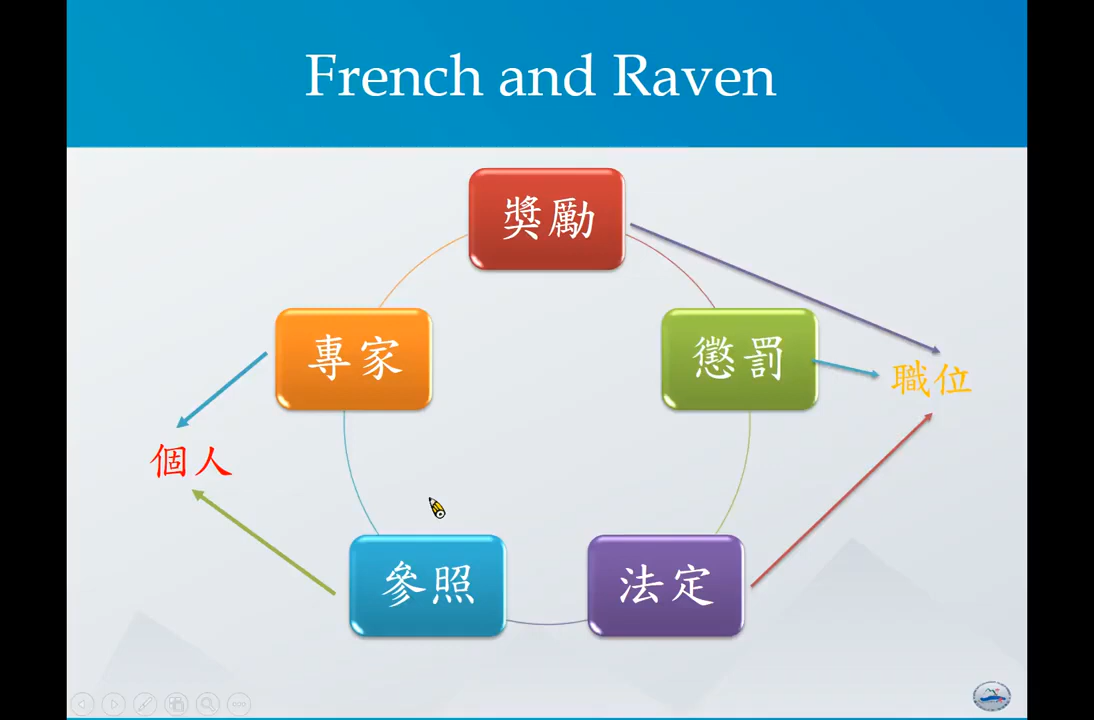 French and Raven
獎勵
專家
懲罰
職位
個人
參照
法定